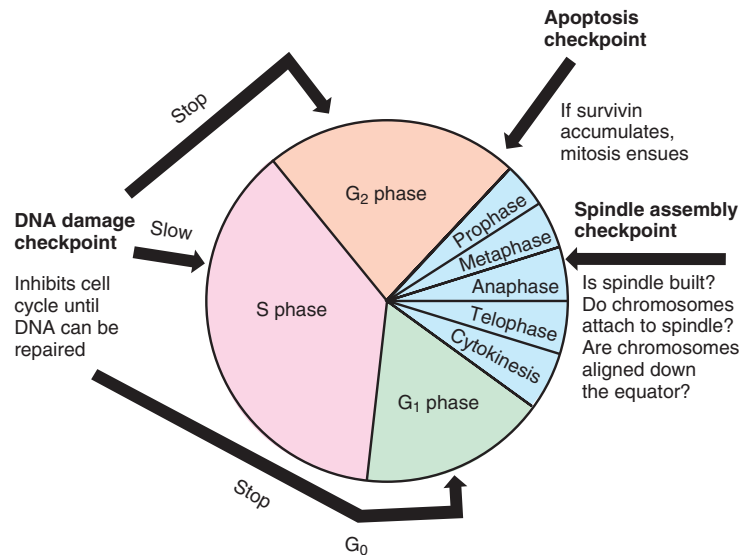 Apoptosis
checkpoint
Stop
If survivin
accumulates,
mitosis ensues
G₂ phase
Prophase
Metaphase
Anaphase
Telophase
Cytokinesis
DNA damage
checkpoint
Slow
Inhibits cell
cycle until
DNA can be
repaired
S phase
Spindle assembly
checkpoint
Is spindle built?
Do chromosomes
attach to spindle?
Are chromosomes
aligned down
the equator?
G₁ phase
Stop
G₀